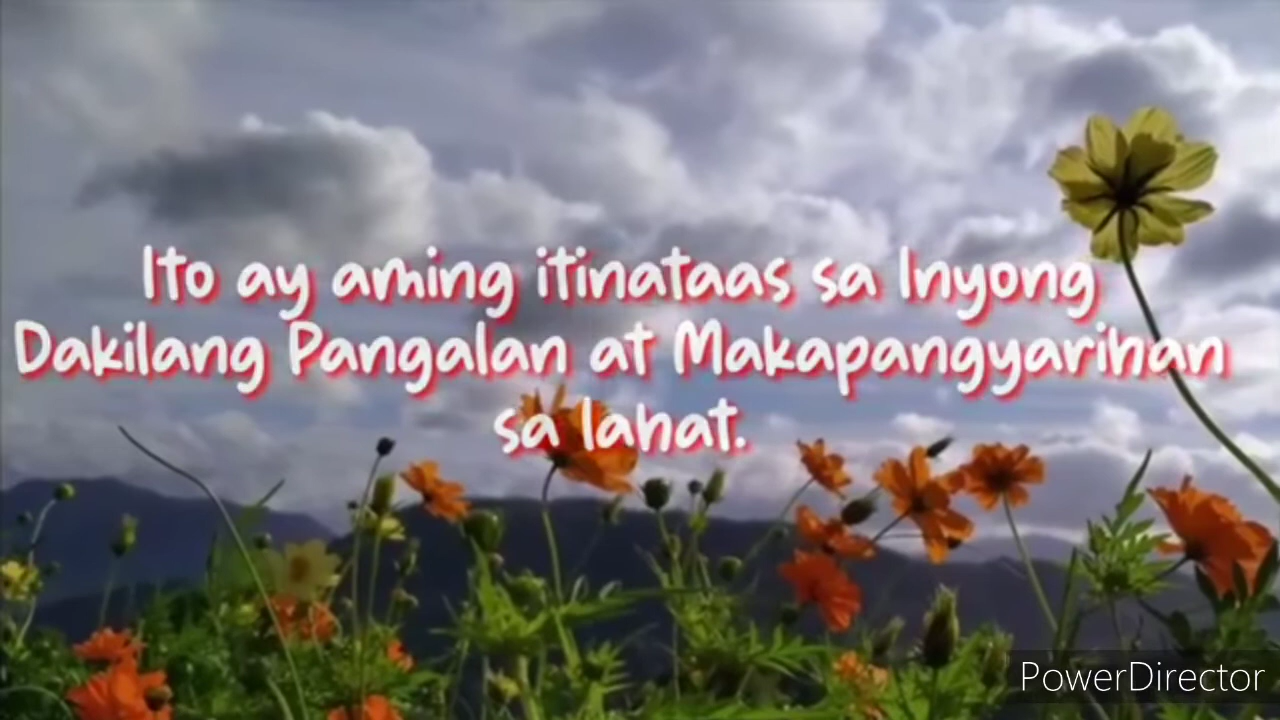 Ito ay aming itinataas sa Inyong
Dakilang Pangalan at Makapangyarihan
sa lahat.
PowerDirector